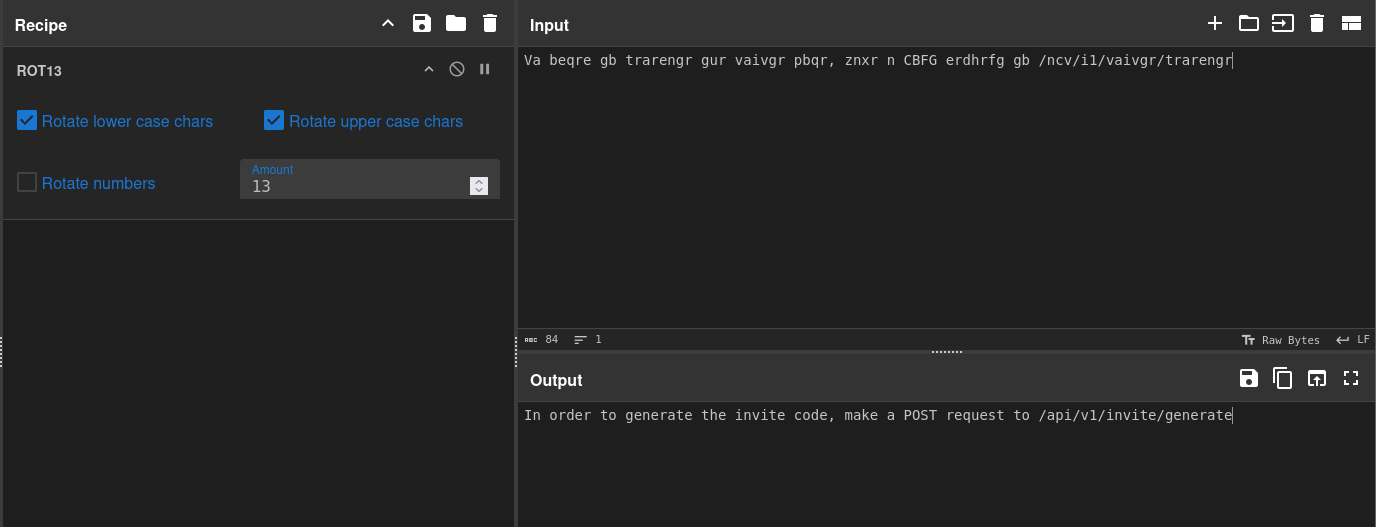 Recipe
ROT13
Rotate lower case chars
Rotate upper case chars
Rotate numbers
Amount
13
Input
Va beqre gb trarengr gur vaivgr pbqr, znxr n CBFG erdhrfg gb /ncv/i1/vaivgr/trarengr
ABC 84
1
Raw Bytes
LF
Output
In order to generate the invite code, make a POST request to /api/v1/invite/generate